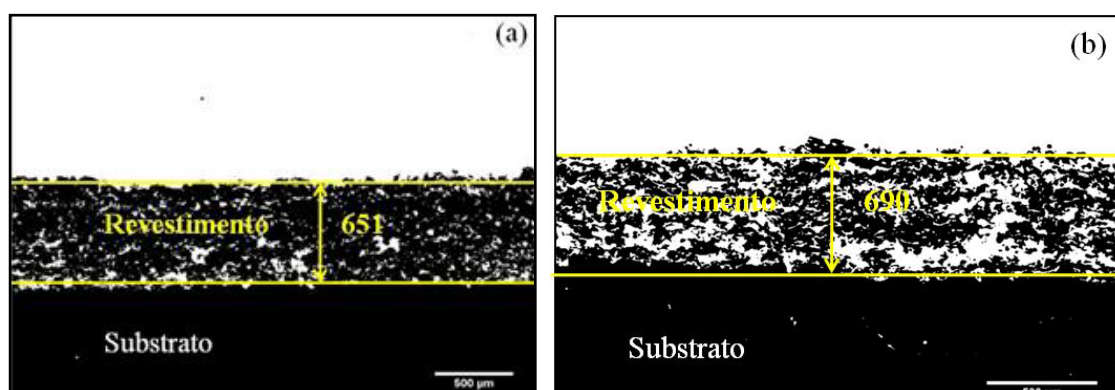 (a)
Revestimento 651
Substrato
500 µm
(b)
Revestimento 690
Substrato